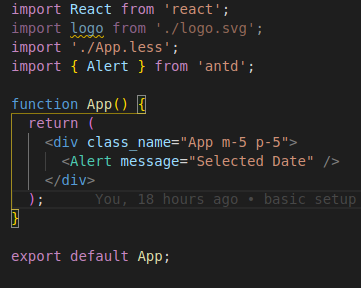 import React from 'react';
import logo from './logo.svg';
import './App.less';
import { Alert } from 'antd';

function App() {
  return (
    <div class_name="App m-5 p-5">
      <Alert message="Selected Date" />
    </div>
  );      You, 18 hours ago • basic setup
}

export default App;